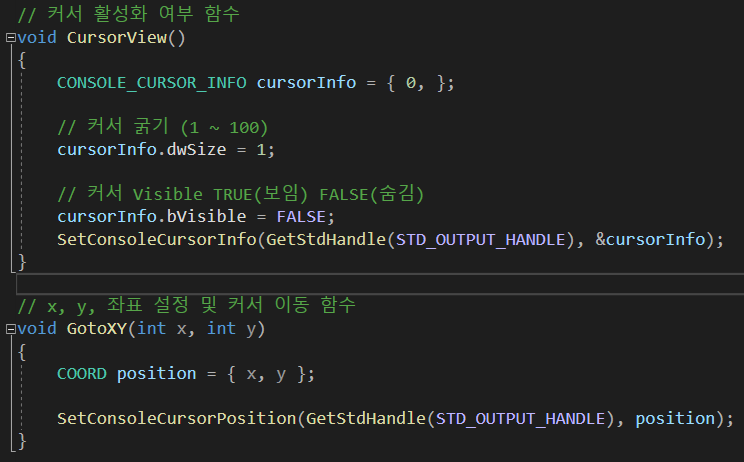 // 커서 활성화 여부 함수
void CursorView()
{
    CONSOLE_CURSOR_INFO cursorInfo = { 0, };
    // 커서 굵기 (1 ~ 100)
    cursorInfo.dwSize = 1;
    // 커서 Visible TRUE(보임) FALSE(숨김)
    cursorInfo.bVisible = FALSE;
    SetConsoleCursorInfo(GetStdHandle(STD_OUTPUT_HANDLE), &cursorInfo);
}
// x, y, 좌표 설정 및 커서 이동 함수
void GotoXY(int x, int y)
{
    COORD position = { x, y };
    SetConsoleCursorPosition(GetStdHandle(STD_OUTPUT_HANDLE), position);
}